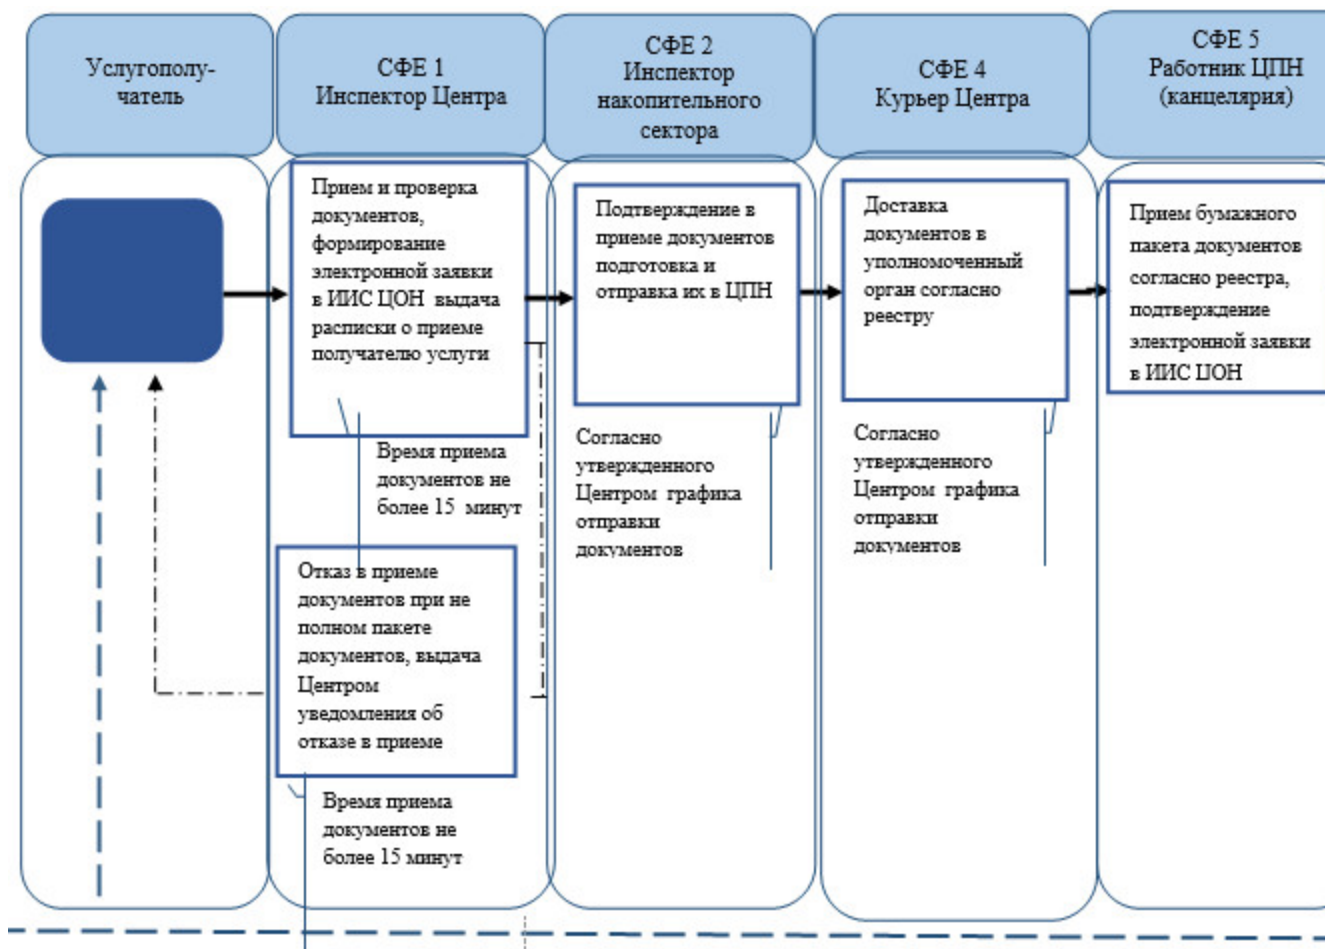 Услугополу-
чатель
СФЕ 1
Инспектор Центра
СФЕ 2
Инспектор
накопительного
сектора
СФЕ 4
Курьер Центра
СФЕ 5
Работник ЦПН
(канцелярия)
Прием и проверка
документов,
формирование
электронной заявки
в ИИС ЦОН выдача
расписки о приеме
получателю услуги
Время приема
документов не
более 15 минут
Отказ в приеме
документов при не
полном пакете
документов, выдача
Центром
уведомления об
отказе в приеме
Время приема
документов не
более 15 минут
Подтверждение в
приеме документов
подготовка и
отправка их в ЦПН
Согласно
утвержденного
Центром графика
отправки
документов
Доставка
документов в
уполномоченный
орган согласно
реестру
Согласно
утвержденного
Центром графика
отправки
документов
Прием бумажного
пакета документов
согласно реестра,
подтверждение
электронной заявки
в ИИС ЦОН